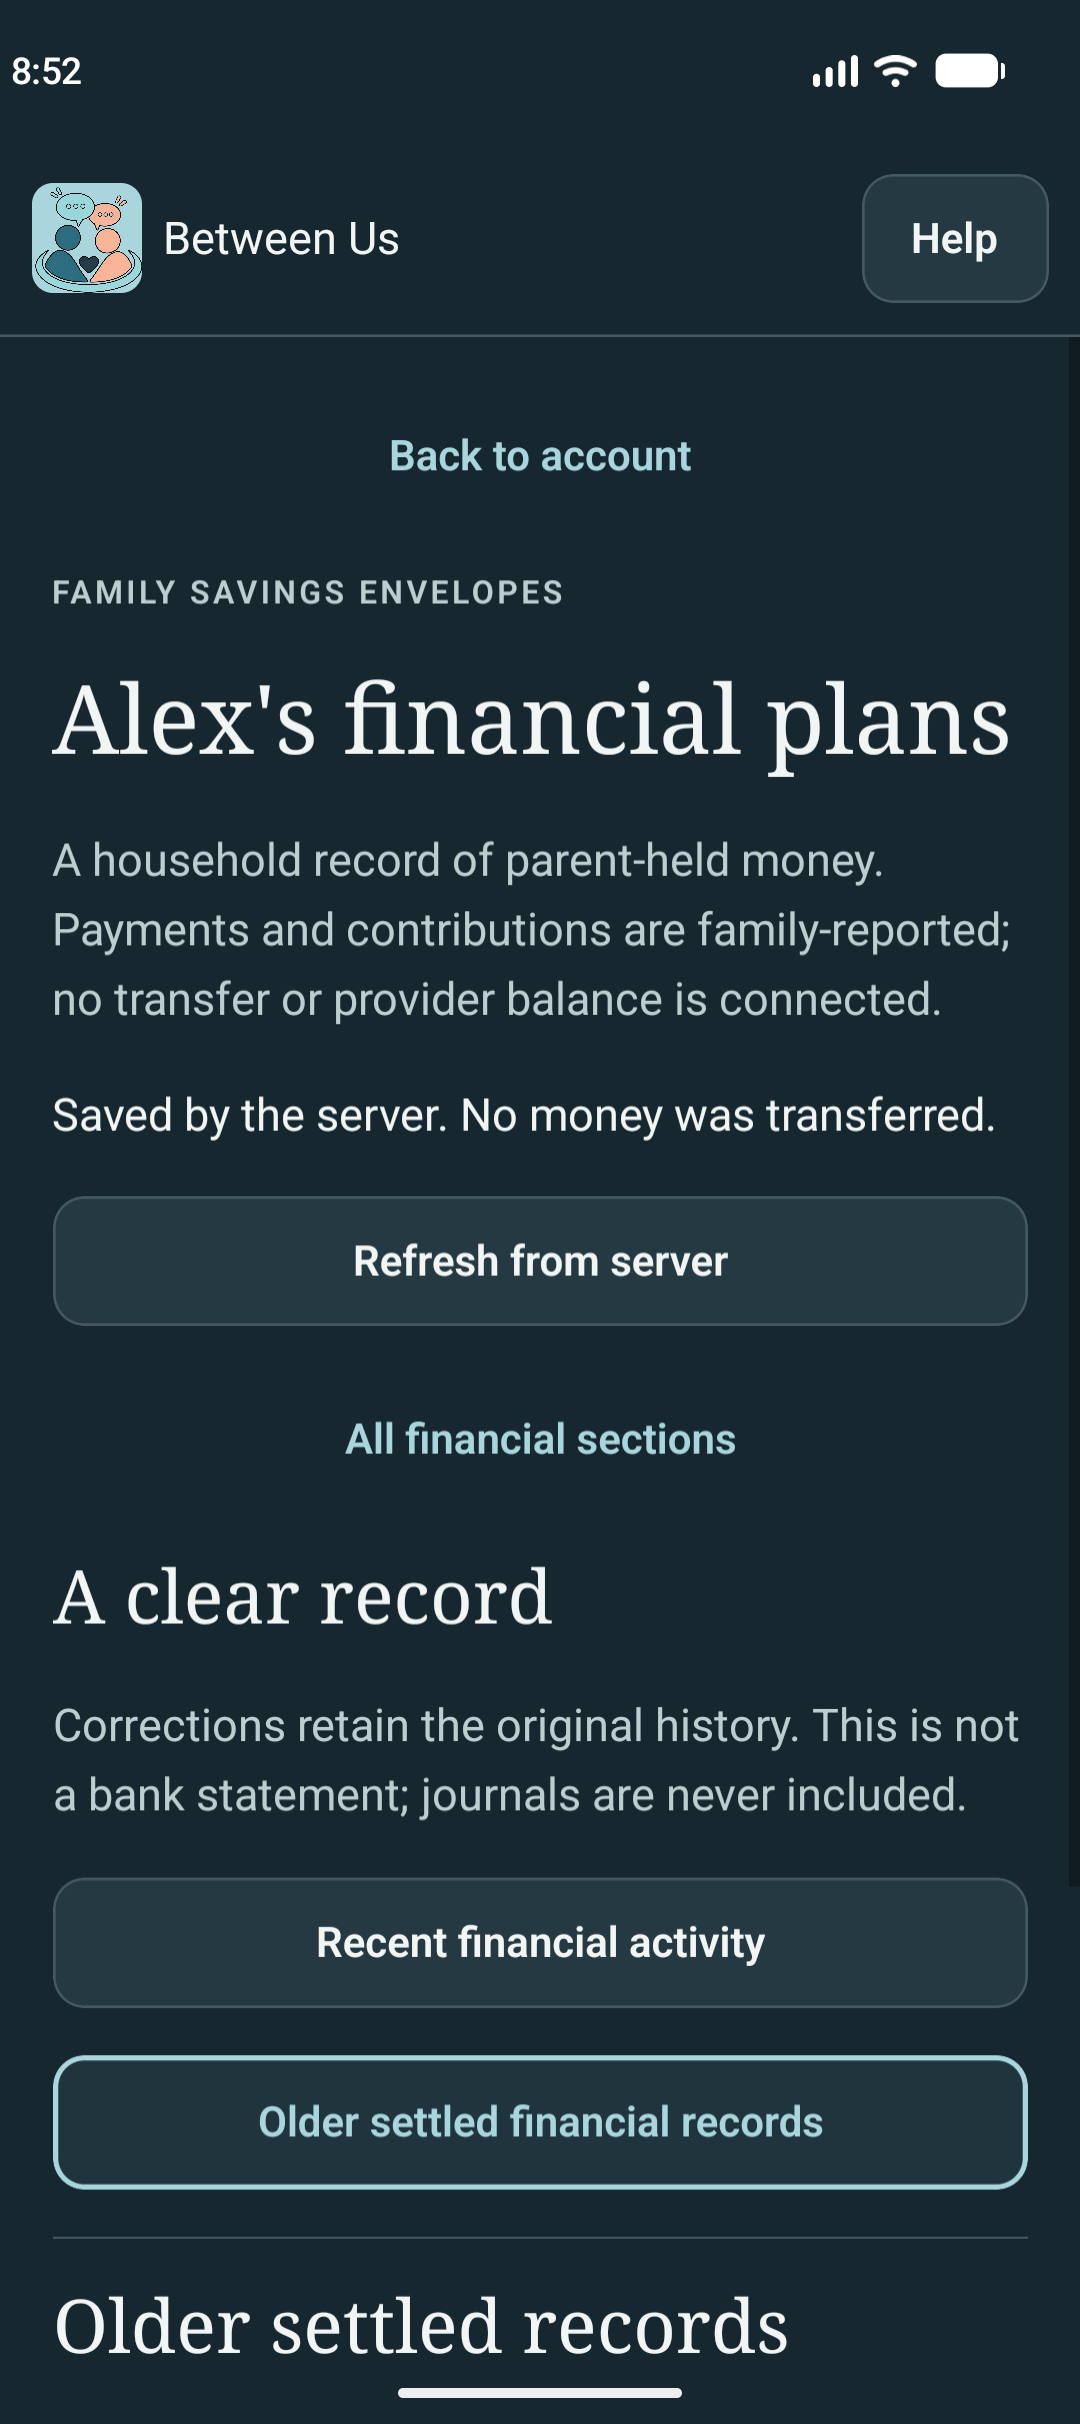 8:52
Between Us
Help
Back to account
FAMILY SAVINGS ENVELOPES
Alex's financial plans
A household record of parent-held money.
Payments and contributions are family-reported;
no transfer or provider balance is connected.
Saved by the server. No money was transferred.
Refresh from server
All financial sections
A clear record
Corrections retain the original history. This is not
a bank statement; journals are never included.
Recent financial activity
Older settled financial records
Older settled records